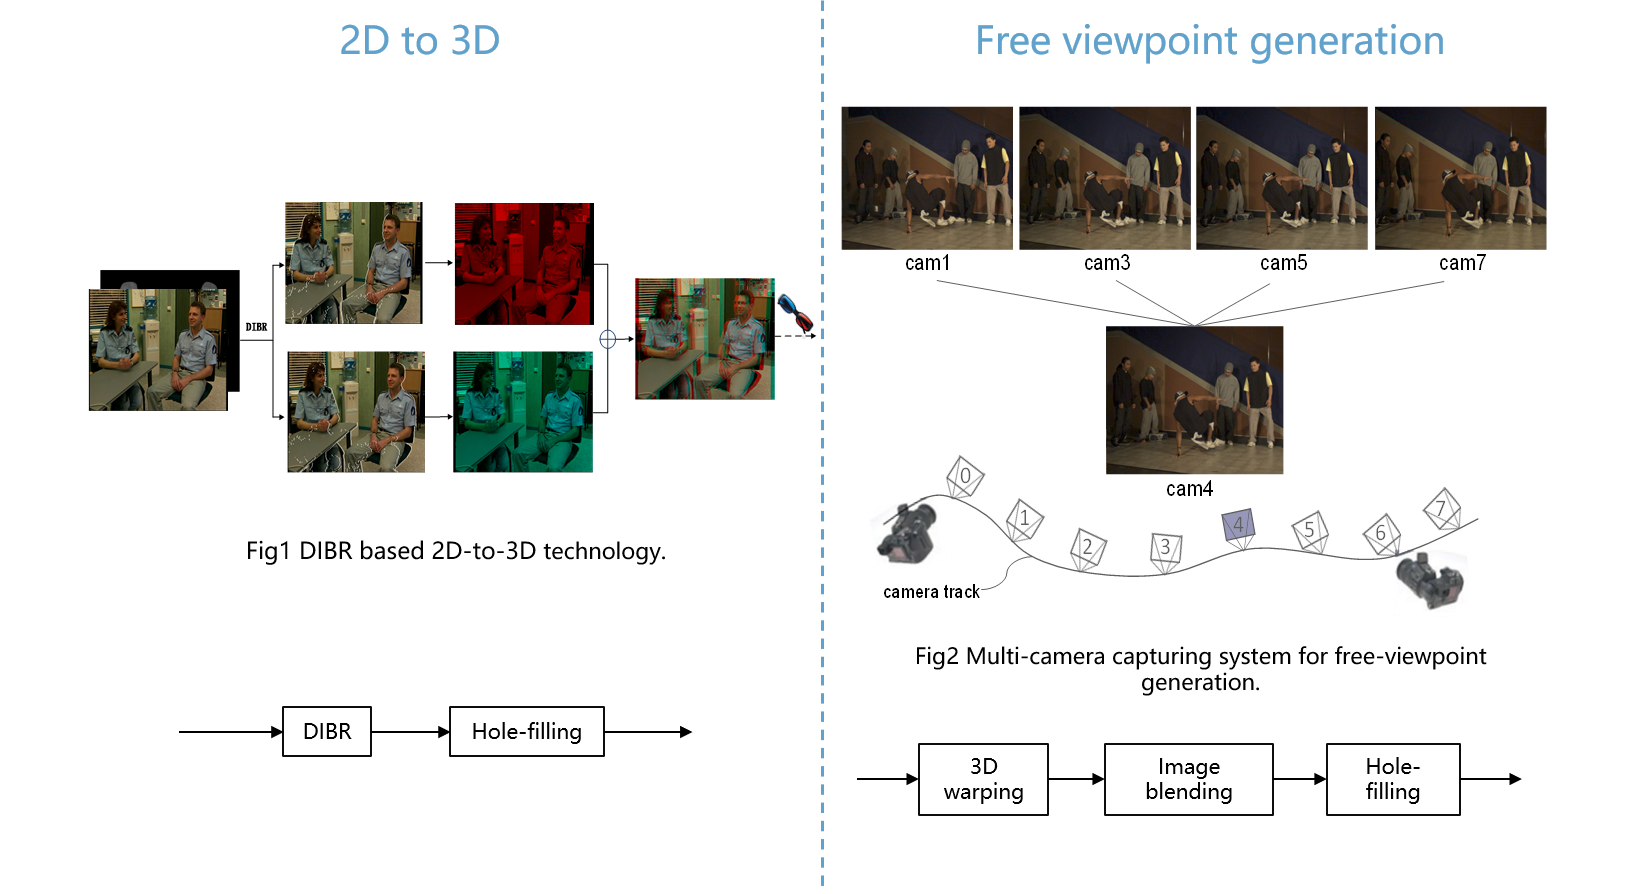 2D to 3D
DIBR
Fig1 DIBR based 2D-to-3D technology.
DIBR
Hole-filling
Free viewpoint generation
cam1
cam3
cam5
cam7
cam4
0
1
2
3
4
5
6
7
camera track
Fig2 Multi-camera capturing system for free-viewpoint
generation.
3D
warping
Image
blending
Hole-
filling